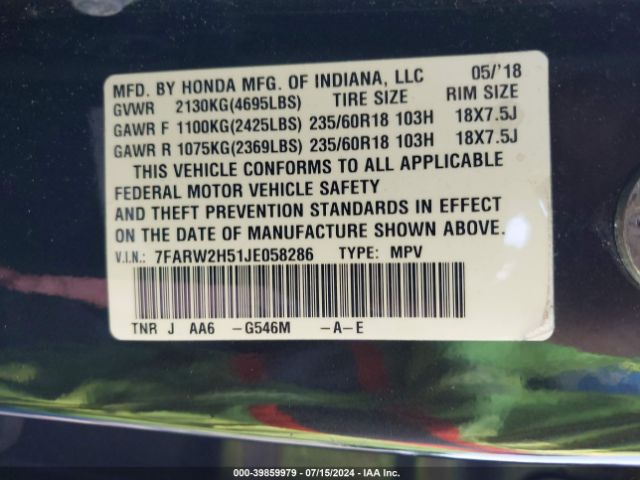 MFD. BY HONDA MFG. OF INDIANA, LLC 05/'18
GVWR 2130KG(4695LBS) TIRE SIZE RIM SIZE
GAWR F 1100KG(2425LBS) 235/60R18 103H 18X7.5J
GAWR R 1075KG(2369LBS) 235/60R18 103H 18X7.5J
THIS VEHICLE CONFORMS TO ALL APPLICABLE
FEDERAL MOTOR VEHICLE SAFETY
AND THEFT PREVENTION STANDARDS IN EFFECT
ON THE DATE OF MANUFACTURE SHOWN ABOVE.
V.I.N.: 7FARW2H51JE058286 TYPE: MPV
TNR J AA6 -G546M -A-E
000-39859979 - 07/15/2024 - IAA Inc.